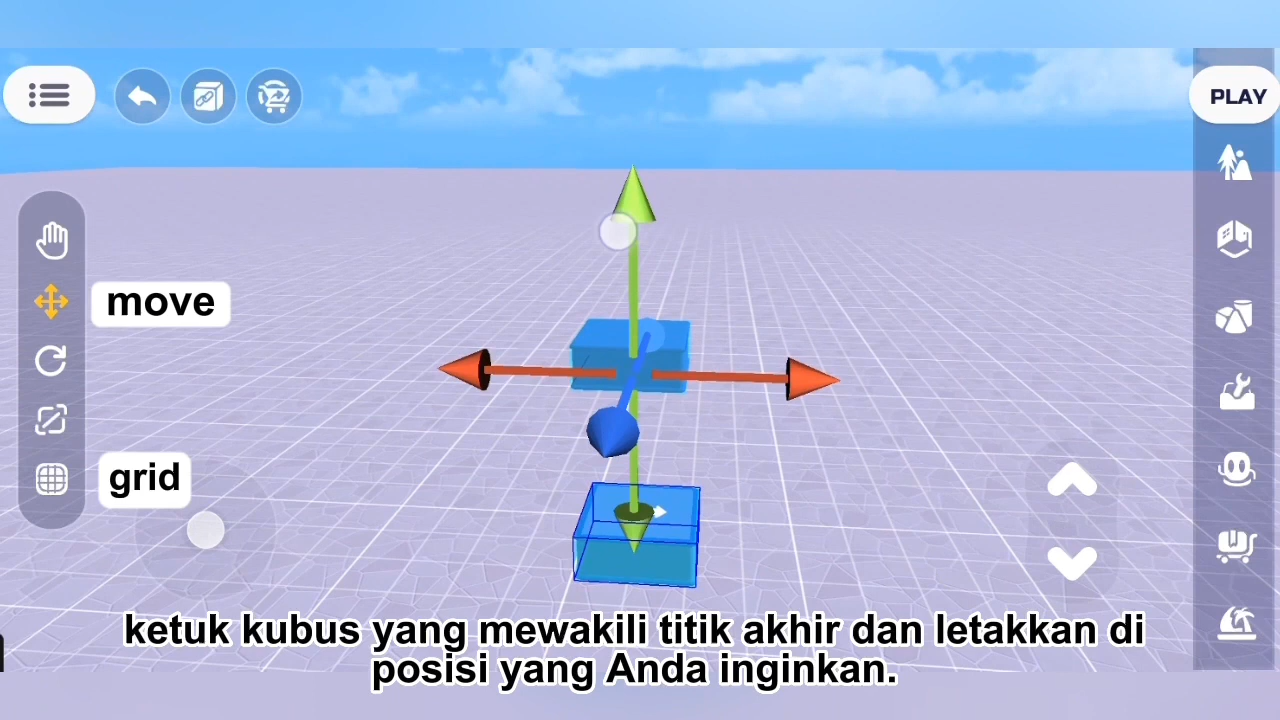 PLAY
move
grid
ketuk kubus yang mewakili titik akhir dan letakkan di
posisi yang Anda inginkan.